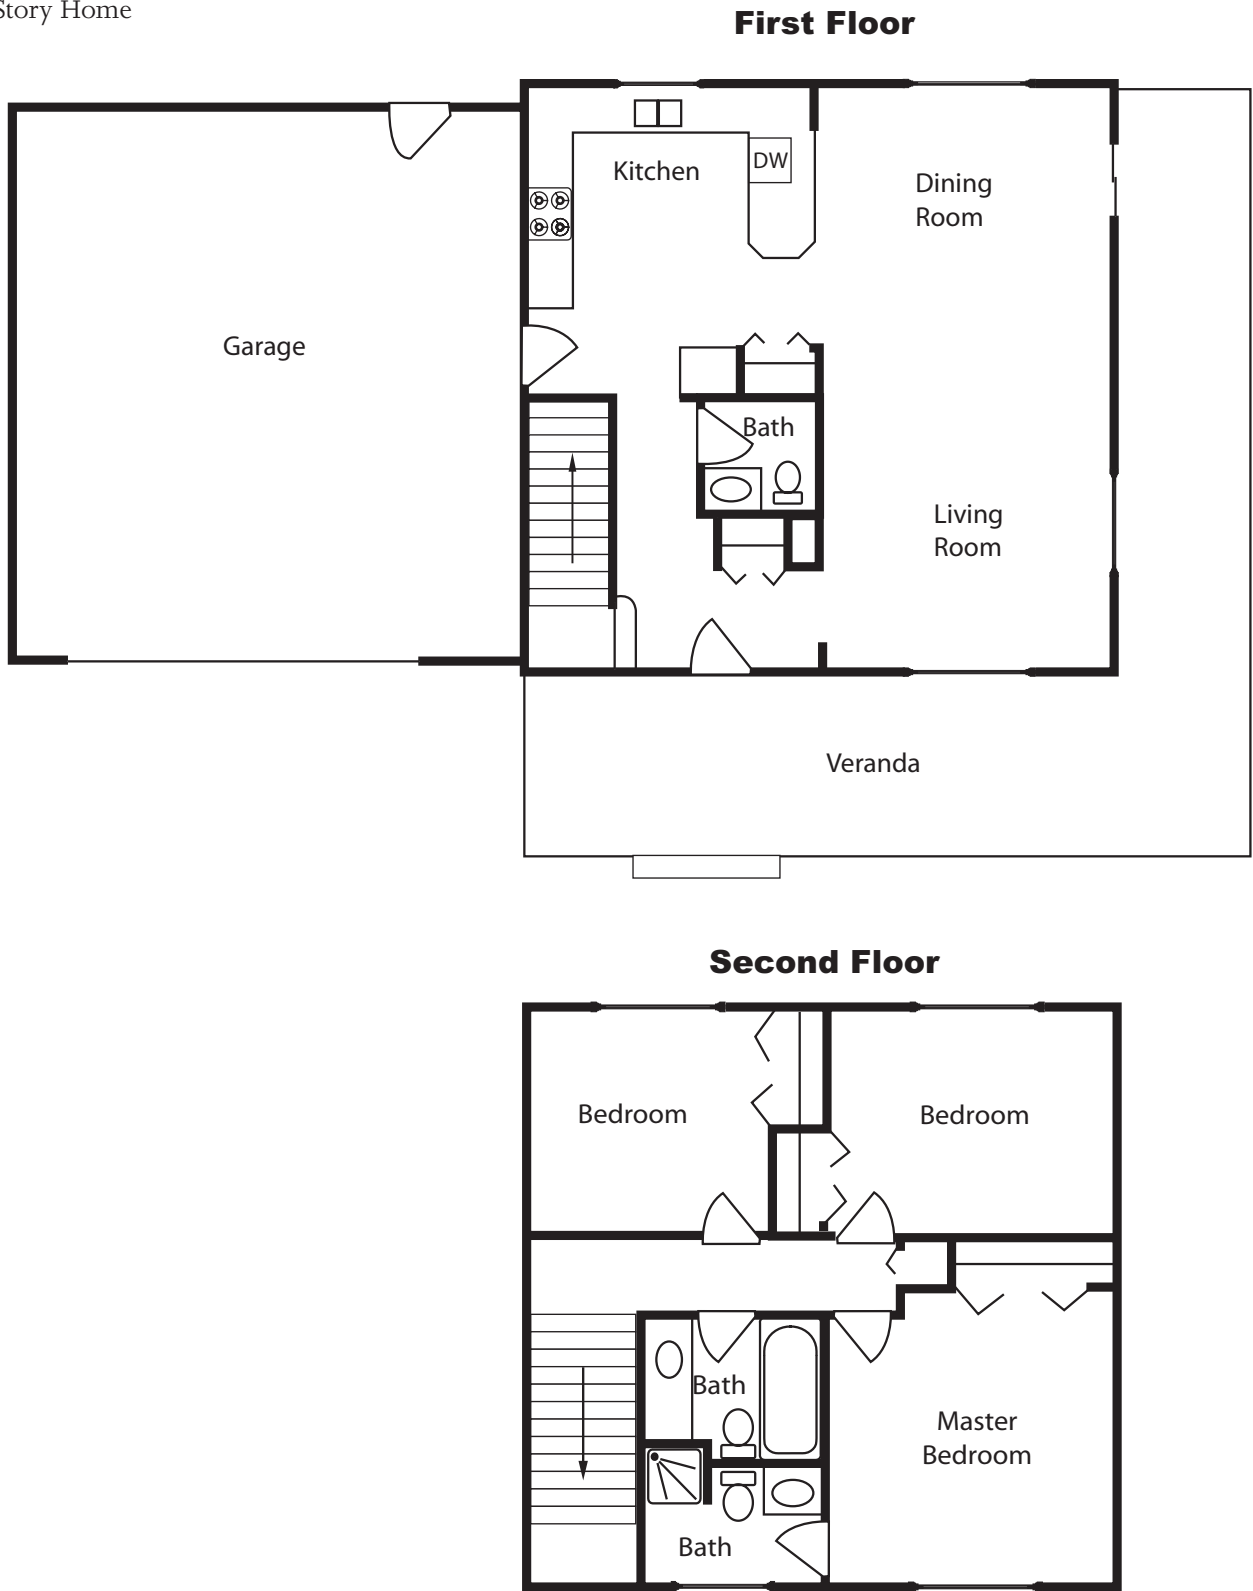 Story Home
First Floor
Kitchen
DW
Dining
Room
Garage
Bath
Living
Room
Veranda
Second Floor
Bedroom
Bedroom
Bath
Master
Bedroom
Bath